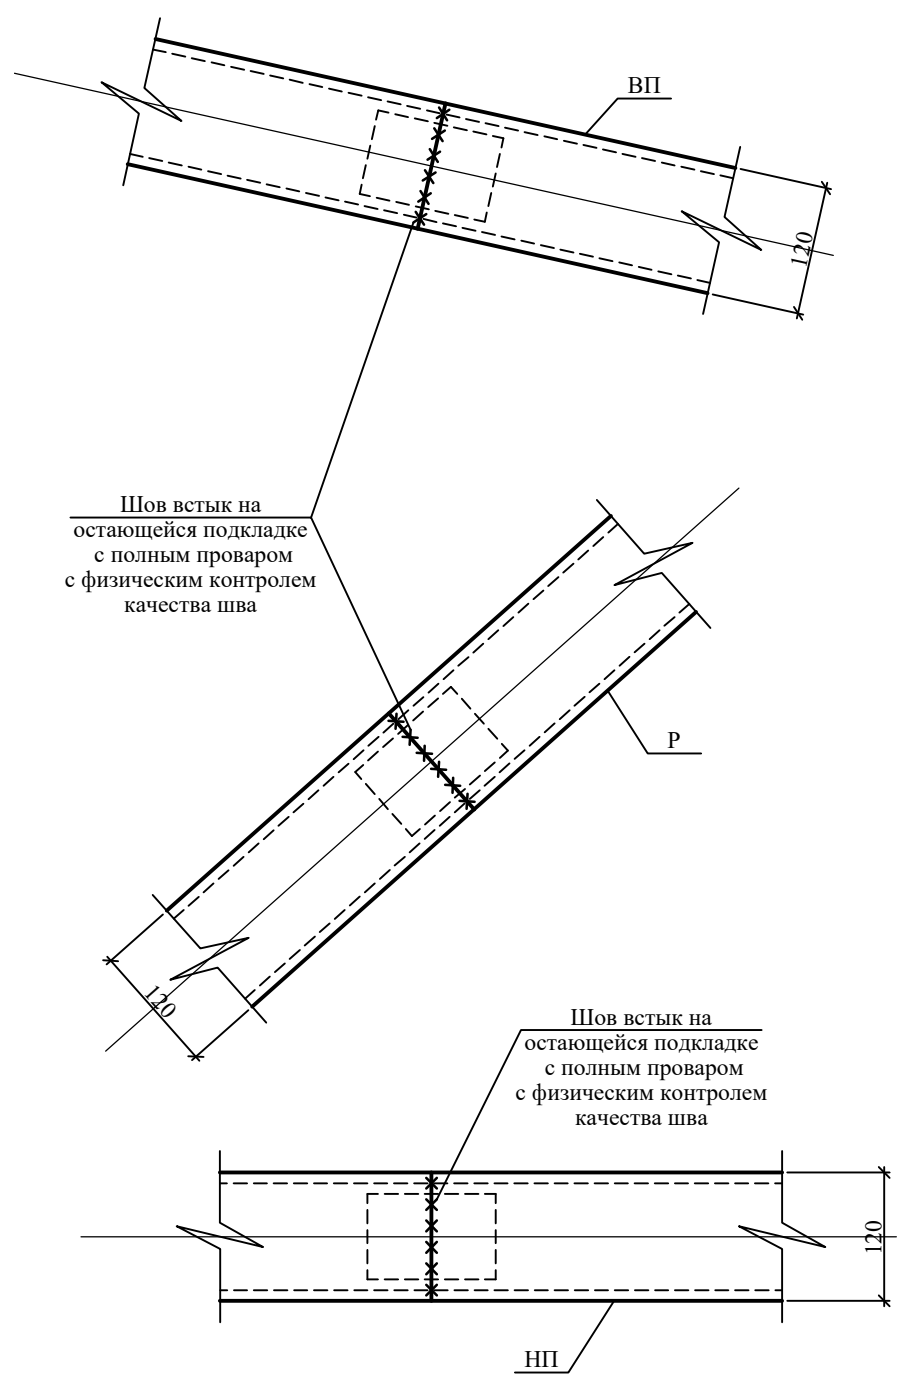 ВП
120
Шов встык на
остающейся подкладке
с полным проваром
с физическим контролем
качества шва
Р
120
Шов встык на
остающейся подкладке
с полным проваром
с физическим контролем
качества шва
120
НП